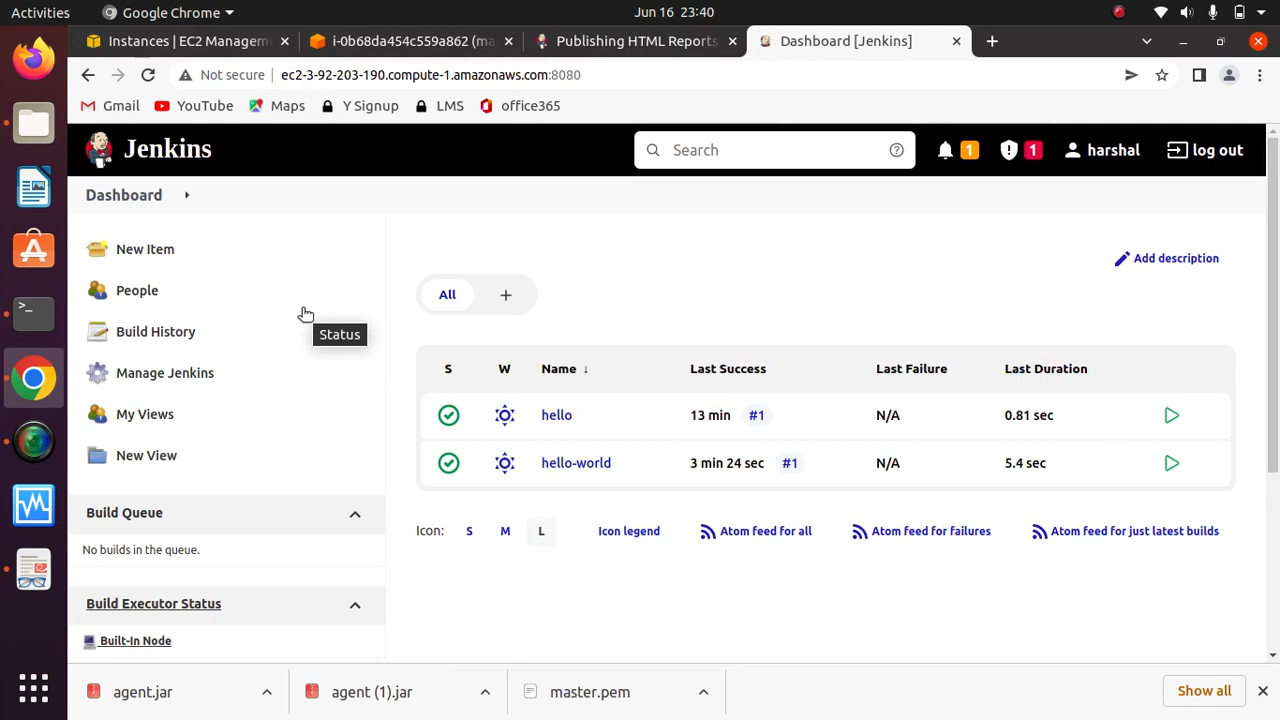 Activities Google Chrome Jun 16 23:40
Instances | EC2 Managem i-0b68da454c559a862 (ma Publishing HTML Reports Dashboard [Jenkins]
Not secure ec2-3-92-203-190.compute-1.amazonaws.com:8080
Gmail YouTube Maps Y Signup LMS office365
Jenkins Search 1 1 harshal log out
Dashboard
New Item
Add description
People
All +
Build History
Status
Manage Jenkins
S W Name ↓ Last Success Last Failure Last Duration
My Views
hello 13 min #1 N/A 0.81 sec
New View
hello-world 3 min 24 sec #1 N/A 5.4 sec
Build Queue
Icon: S M L Icon legend Atom feed for all Atom feed for failures Atom feed for just latest builds
No builds in the queue.
Build Executor Status
Built-In Node
agent.jar agent (1).jar master.pem Show all